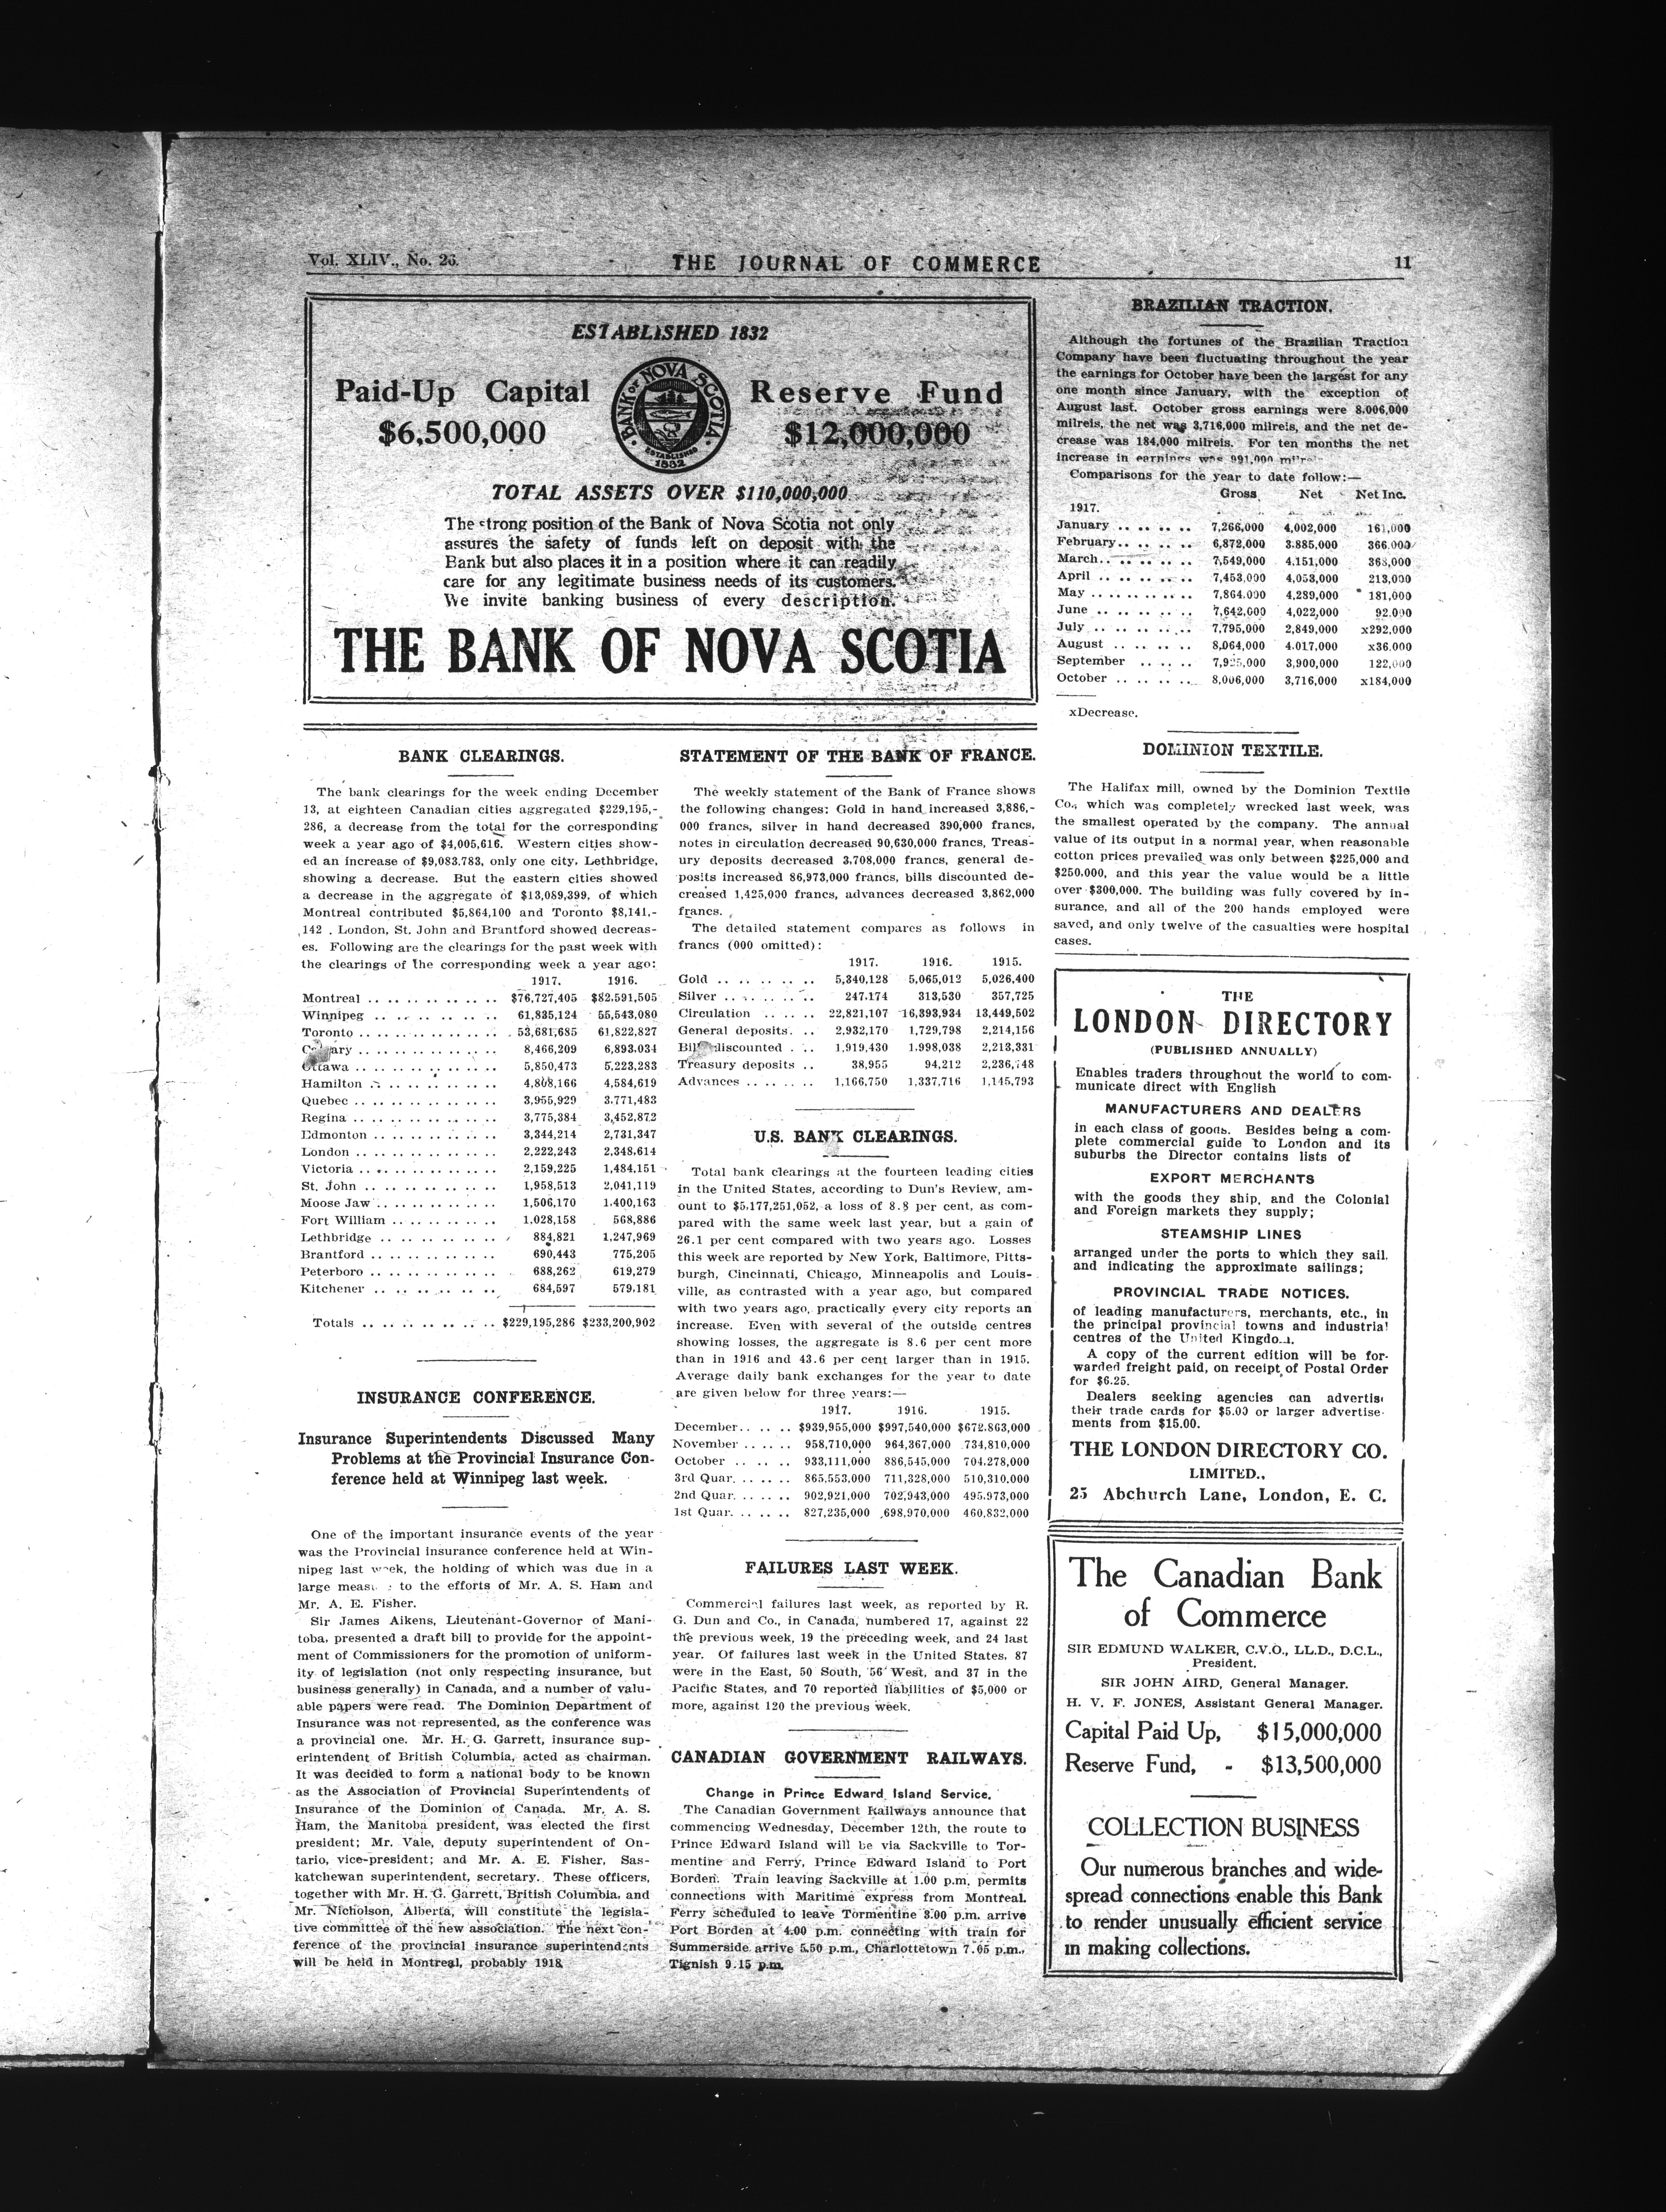 Vol. XLIV., No. 26. THE JOURNAL OF COMMERCE 11
ESTABLISHED 1832
Paid-Up Capital
$6,500,000
BANK OF NOVA SCOTIA
ESTABLISHED
1832
Reserve Fund
$12,000,000
TOTAL ASSETS OVER $110,000,000
The strong position of the Bank of Nova Scotia not only
assures the safety of funds left on deposit with the
Bank but also places it in a position where it can readily
care for any legitimate business needs of its customers.
We invite banking business of every description.
THE BANK OF NOVA SCOTIA
BANK CLEARINGS.
The bank clearings for the week ending December
13, at eighteen Canadian cities aggregated $229,195,-
286, a decrease from the total for the corresponding
week a year ago of $4,005,616. Western cities show-
ed an increase of $9,083,783, only one city, Lethbridge,
showing a decrease. But the eastern cities showed
a decrease in the aggregate of $13,089,399, of which
Montreal contributed $5,864,100 and Toronto $8,141,-
142 . London, St. John and Brantford showed decreas-
es. Following are the clearings for the past week with
the clearings of the corresponding week a year ago:
1917. 1916.
Montreal .. .. .. .. .. .. .. .. $76,727,405 $82,591,505
Winnipeg .. .. .. .. .. .. .. 61,835,124 55,543,080
Toronto .. .. .. .. .. .. .. .. 53,681,685 61,822,827
Calgary .. .. .. .. .. .. .. .. 8,466,209 6,893,034
Ottawa .. .. .. .. .. .. .. .. 5,850,473 5,223,283
Hamilton .. .. .. .. .. .. .. 4,808,166 4,584,619
Quebec .. .. .. .. .. .. .. .. 3,955,929 3,771,483
Regina .. .. .. .. .. .. .. .. 3,775,384 3,452,872
Edmonton .. .. .. .. .. .. .. 3,344,214 2,731,347
London .. .. .. .. .. .. .. .. 2,222,243 2,348,614
Victoria .. .. .. .. .. .. .. .. 2,159,225 1,484,151
St. John .. .. .. .. .. .. .. .. 1,958,513 2,041,119
Moose Jaw .. .. .. .. .. .. .. 1,506,170 1,400,163
Fort William .. .. .. .. .. .. 1,028,158 568,886
Lethbridge .. .. .. .. .. .. .. 884,821 1,247,969
Brantford .. .. .. .. .. .. .. 690,443 775,205
Peterboro .. .. .. .. .. .. .. 688,262 619,279
Kitchener .. .. .. .. .. .. .. 684,597 579,181
Totals .. .. .. .. .. .. .. .. $229,195,286 $233,200,902
INSURANCE CONFERENCE.
Insurance Superintendents Discussed Many
Problems at the Provincial Insurance Con-
ference held at Winnipeg last week.
One of the important insurance events of the year
was the Provincial insurance conference held at Win-
nipeg last week, the holding of which was due in a
large to the efforts of Mr. A. S. Ham and
Mr. A. E. Fisher.
Sir James Aikens, Lieutenant-Governor of Mani-
toba, presented a draft bill to provide for the appoint-
ment of Commissioners for the promotion of uniform-
ity of legislation (not only respecting insurance, but
business generally) in Canada, and a number of valu-
able papers were read. The Dominion Department of
Insurance was not represented, as the conference was
a provincial one. Mr. H. G. Garrett, insurance sup-
erintendent of British Columbia, acted as chairman.
It was decided to form a national body to be known
as the Association of Provincial Superintendents of
Insurance of the Dominion of Canada. Mr. A. S.
Ham, the Manitoba president, was elected the first
president; Mr. Vale, deputy superintendent of On-
tario, vice-president; and Mr. A. E. Fisher, Sas-
katchewan superintendent, secretary. These officers,
together with Mr. H. G. Garrett, British Columbia, and
Mr. Nicholson, Alberta, will constitute the legisla-
tive committee of the new association. The next con-
ference of the provincial insurance superintendents
will be held in Montreal, probably 1918.
STATEMENT OF THE BANK OF FRANCE.
The weekly statement of the Bank of France shows
the following changes: Gold in hand increased 3,886,-
000 francs, silver in hand decreased 390,000 francs,
notes in circulation decreased 90,630,000 francs, Treas-
ury deposits decreased 3,708,000 francs, general de-
posits increased 86,973,000 francs, bills discounted de-
creased 1,425,000 francs, advances decreased 3,862,000
francs.
The detailed statement compares as follows in
francs (000 omitted):
1917. 1916. 1915.
Gold .. .. .. .. .. .. 5,340,128 5,065,012 5,026,400
Silver .. .. .. .. .. 247,174 313,530 357,725
Circulation .. .. .. 22,821,107 16,393,934 13,449,502
General deposits. .. 2,932,170 1,729,798 2,214,156
Bills discounted . .. 1,919,430 1,998,038 2,213,331
Treasury deposits .. 38,955 94,212
Advances .. .. .. .. 1,166,750 1,337,716 1,145,793
U.S. BANK CLEARINGS.
Total bank clearings at the fourteen leading cities
in the United States, according to Dun's Review, am-
ount to $5,177,251,052, a loss of 8.8 per cent, as com-
pared with the same week last year, but a gain of
26.1 per cent compared with two years ago. Losses
this week are reported by New York, Baltimore, Pitts-
burgh, Cincinnati, Chicago, Minneapolis and Louis-
ville, as contrasted with a year ago, but compared
with two years ago, practically every city reports an
increase. Even with several of the outside centres
showing losses, the aggregate is 8.6 per cent more
than in 1916 and 43.6 per cent larger than in 1915.
Average daily bank exchanges for the year to date
are given below for three years:—
1917. 1916. 1915.
December.. .. .. $939,955,000 $997,540,000 $672,863,000
November .. .. .. 958,710,000 964,367,000 734,810,000
October .. .. .. 933,111,000 886,545,000 704,278,000
3rd Quar. .. .. .. 865,553,000 711,328,000 510,310,000
2nd Quar. .. .. .. 902,921,000 702,943,000 495,973,000
1st Quar. .. .. .. 827,235,000 698,970,000 460,832,000
FAILURES LAST WEEK.
Commercial failures last week, as reported by R.
G. Dun and Co., in Canada, numbered 17, against 22
the previous week, 19 the preceding week, and 24 last
year. Of failures last week in the United States, 87
were in the East, 50 South, 56 West, and 37 in the
Pacific States, and 70 reported liabilities of $5,000 or
more, against 120 the previous week.
CANADIAN GOVERNMENT RAILWAYS.
Change in Prince Edward Island Service.
The Canadian Government Railways announce that
commencing Wednesday, December 12th, the route to
Prince Edward Island will be via Sackville to Tor-
mentine and Ferry, Prince Edward Island to Port
Borden. Train leaving Sackville at 1.00 p.m. permits
connections with Maritime express from Montreal.
Ferry scheduled to leave Tormentine 3.00 p.m. arrive
Port Borden at 4.00 p.m. connecting with train for
Summerside arrive 5.50 p.m., Charlottetown 7.05 p.m.,
Tignish 9.15 p.m.
BRAZILIAN TRACTION.
Although the fortunes of the Brazilian Traction
Company have been fluctuating throughout the year
the earnings for October have been the largest for any
one month since January, with the exception of
August last. October gross earnings were 8,006,000
milreis, the net was 3,716,000 milreis, and the net de-
crease was 184,000 milreis. For ten months the net
increase in earnings was 991,000
Comparisons for the year to date follow:—
Gross Net Net Inc.
1917.
January .. .. .. .. 7,266,000 4,002,000 161,000
February.. .. .. .. 6,872,000 3,885,000 366,000
March.. .. .. .. .. 7,549,000 4,151,000 368,000
April .. .. .. .. .. 7,453,000 4,053,000 213,000
May .. .. .. .. .. .. 7,864,000 4,289,000 181,000
June .. .. .. .. .. 7,642,000 4,022,000 92,000
July .. .. .. .. .. 7,795,000 2,849,000 x292,000
August .. .. .. .. 8,064,000 4,017,000 x36,000
September .. .. .. 7,925,000 3,900,000 122,000
October .. .. .. .. 8,006,000 3,716,000 x184,000
xDecrease.
DOMINION TEXTILE.
The Halifax mill, owned by the Dominion Textile
Co., which was completely wrecked last week, was
the smallest operated by the company. The annual
value of its output in a normal year, when reasonable
cotton prices prevailed was only between $225,000 and
$250,000, and this year the value would be a little
over $300,000. The building was fully covered by in-
surance, and all of the 200 hands employed were
saved, and only twelve of the casualties were hospital
cases.
THE
LONDON DIRECTORY
(PUBLISHED ANNUALLY)
Enables traders throughout the world to com-
municate direct with English
MANUFACTURERS AND DEALERS
in each class of goods. Besides being a com-
plete commercial guide to London and its
suburbs the Director contains lists of
EXPORT MERCHANTS
with the goods they ship, and the Colonial
and Foreign markets they supply;
STEAMSHIP LINES
arranged under the ports to which they sail,
and indicating the approximate sailings;
PROVINCIAL TRADE NOTICES.
of leading manufacturers, merchants, etc., in
the principal provincial towns and industrial
centres of the United Kingdom.
A copy of the current edition will be for-
warded freight paid, on receipt of Postal Order
for $6.25.
Dealers seeking agencies can advertise
their trade cards for $5.00 or larger advertise-
ments from $15.00.
THE LONDON DIRECTORY CO.
LIMITED.,
25 Abchurch Lane, London, E. C.
The Canadian Bank
of Commerce
SIR EDMUND WALKER, C.V.O., LL.D., D.C.L.,
President.
SIR JOHN AIRD, General Manager.
H. V. F. JONES, Assistant General Manager.
Capital Paid Up, $15,000,000
Reserve Fund, - $13,500,000
COLLECTION BUSINESS
Our numerous branches and wide-
spread connections enable this Bank
to render unusually efficient service
in making collections.